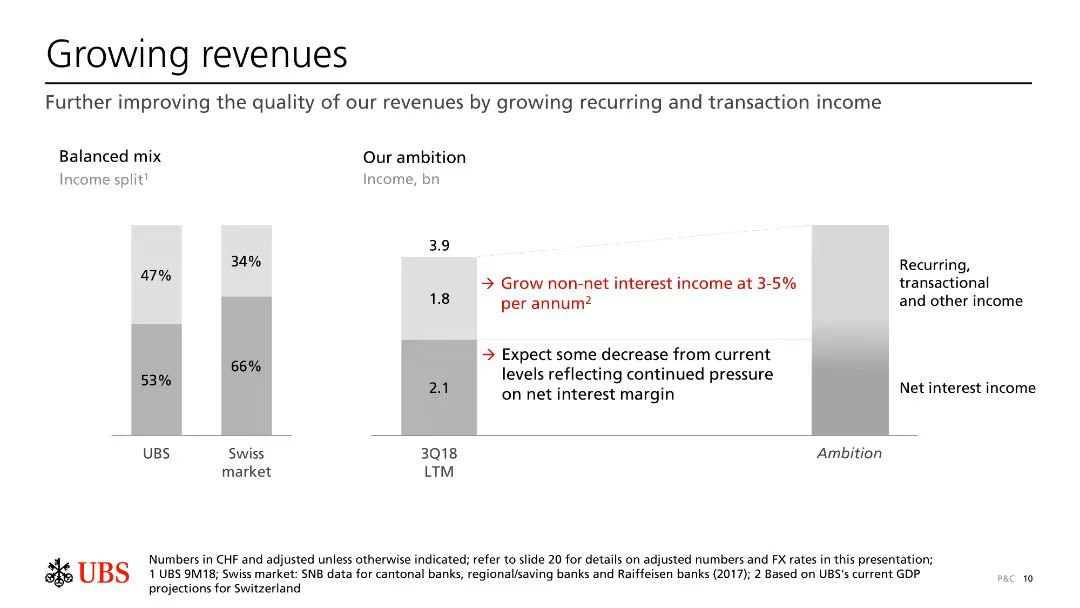 Growing revenues
Further improving the quality of our revenues by growing recurring and transaction income
Balanced mix
Income split¹
47%
53%
UBS
34%
66%
Swiss
market
Our ambition
Income, bn
3.9
1.8
2.1
3Q18
LTM
→ Grow non-net interest income at 3-5%
per annum²
→ Expect some decrease from current
levels reflecting continued pressure
on net interest margin
Ambition
Recurring,
transactional
and other income
Net interest income
UBS
Numbers in CHF and adjusted unless otherwise indicated; refer to slide 20 for details on adjusted numbers and FX rates in this presentation;
1 UBS 9M18; Swiss market: SNB data for cantonal banks, regional/saving banks and Raiffeisen banks (2017); 2 Based on UBS's current GDP
projections for Switzerland
P&C 10